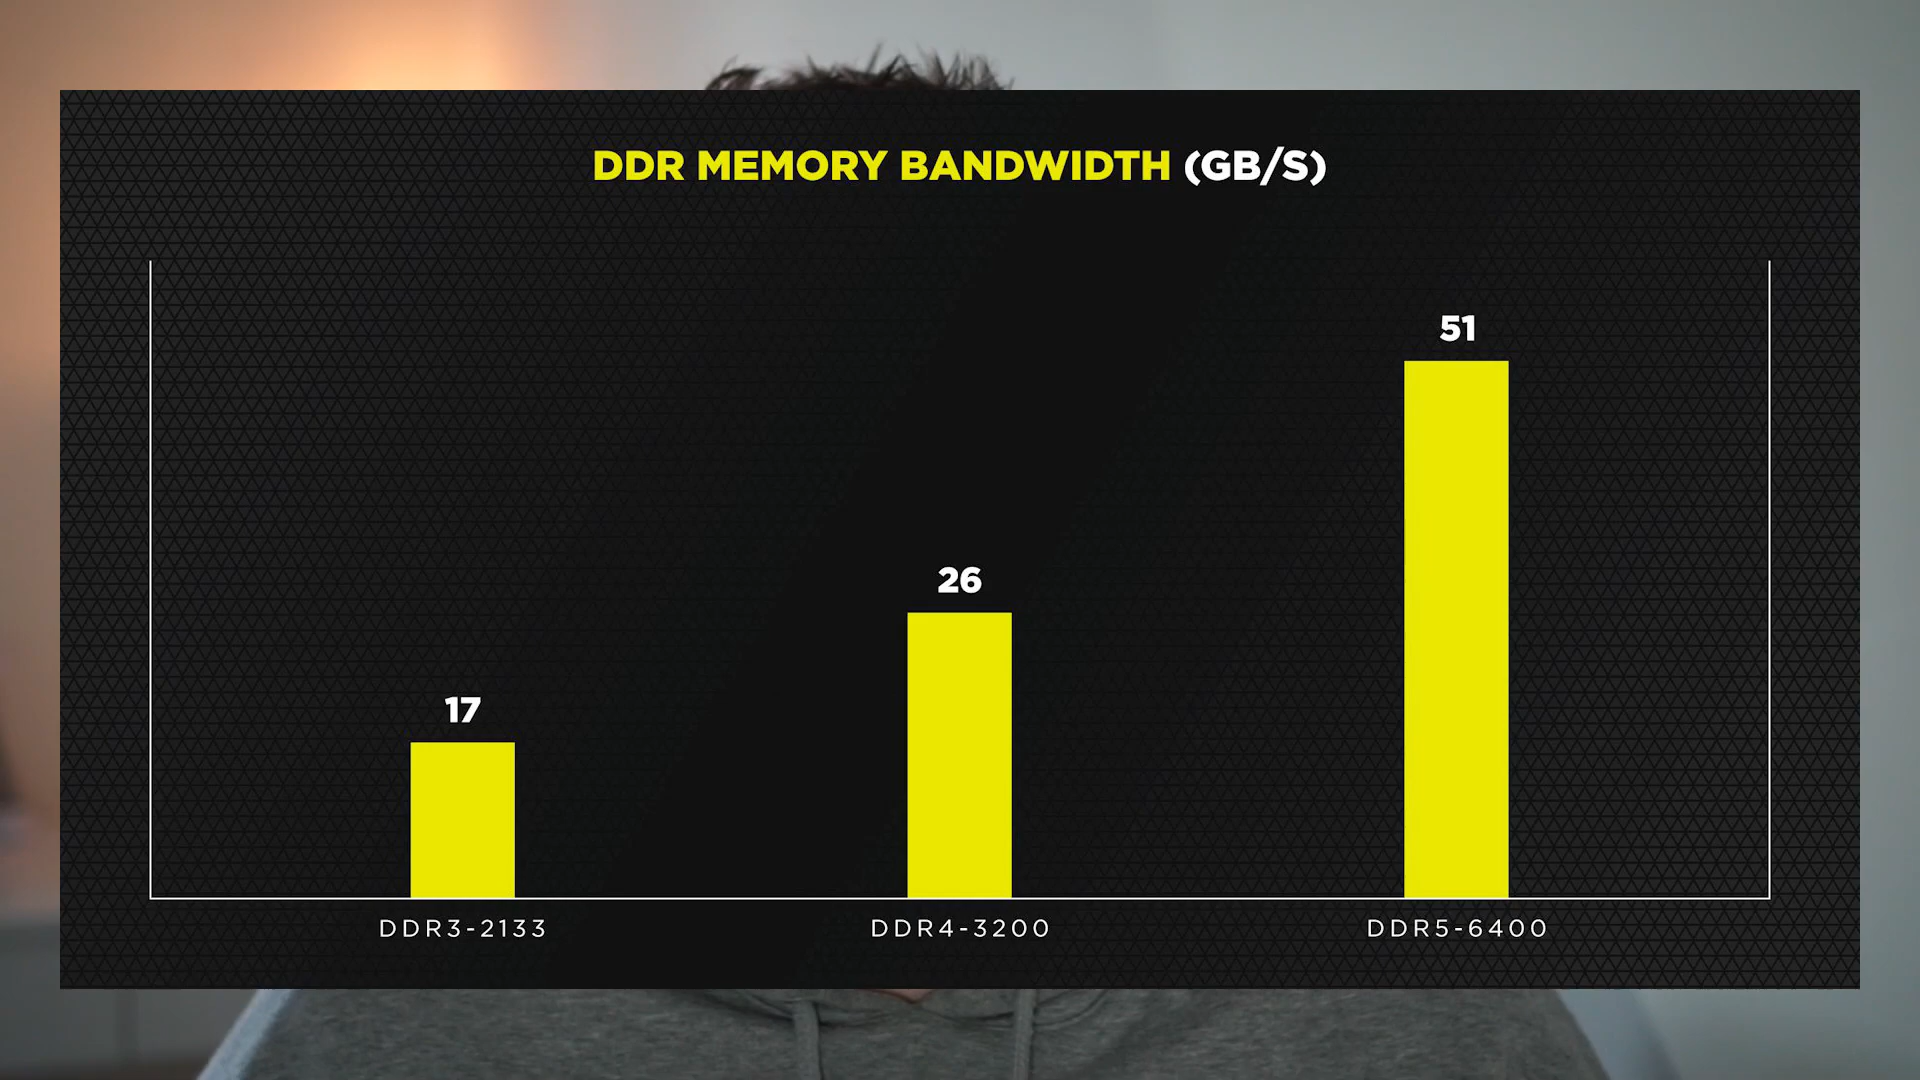 DDR MEMORY BANDWIDTH (GB/S)
51
26
17
DDR3-2133
DDR4-3200
DDR5-6400